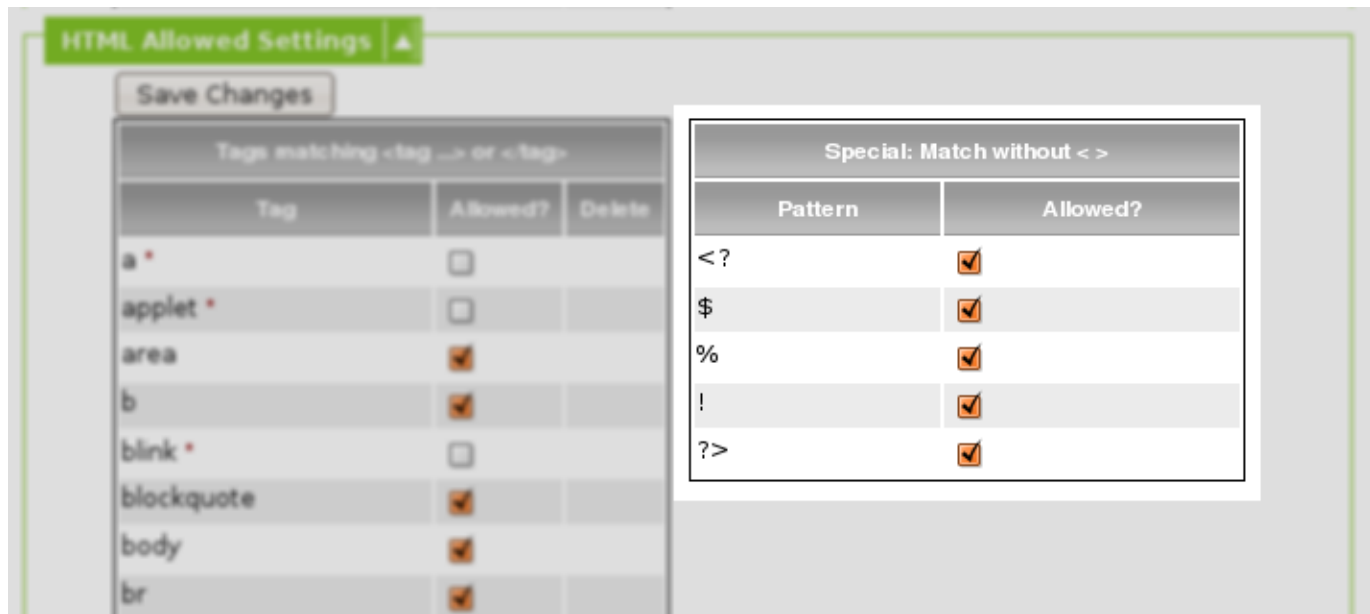 HTML Allowed Settings
Save Changes
Tags matching <tag ...> or </tag>
Tag Allowed? Delete
a *
applet *
area
b
blink *
blockquote
body
br
Special: Match without < >
Pattern Allowed?
<?
$
%
!
?>